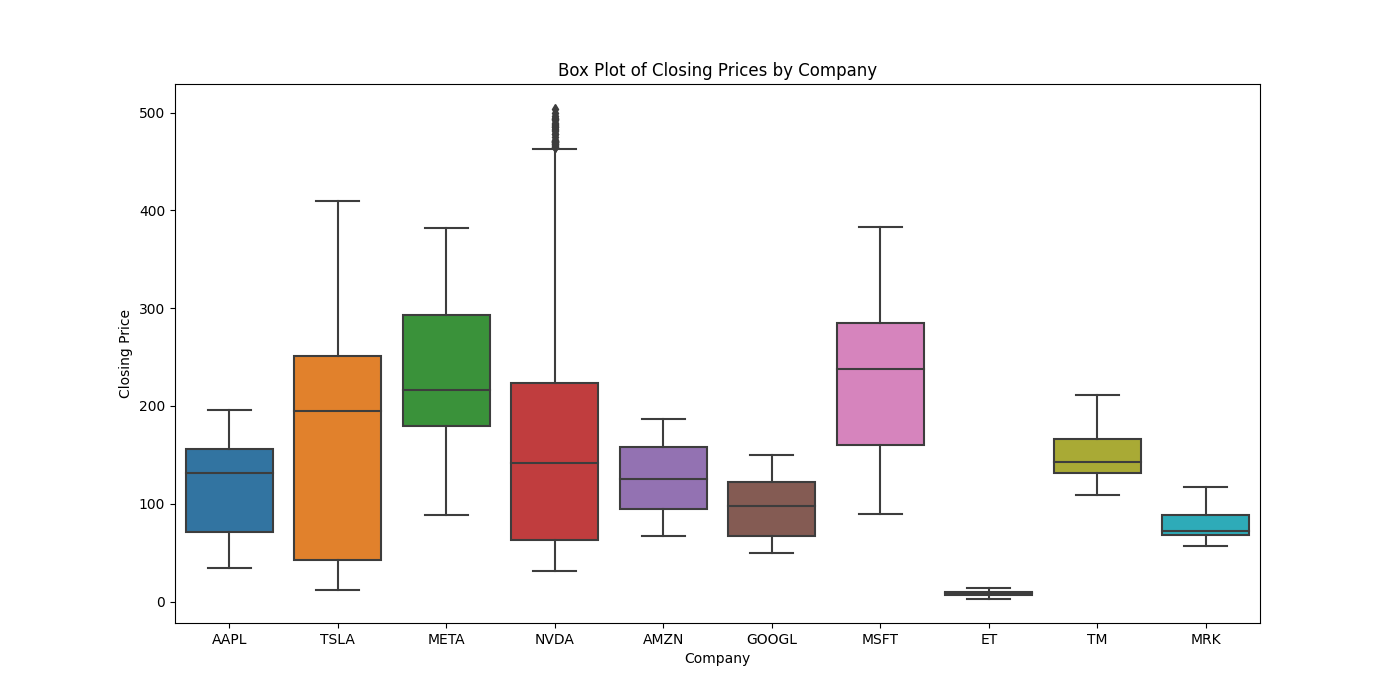 Box Plot of Closing Prices by Company
500
400
300
200
100
0
Closing Price
AAPL TSLA META NVDA AMZN GOOGL MSFT ET TM MRK
Company